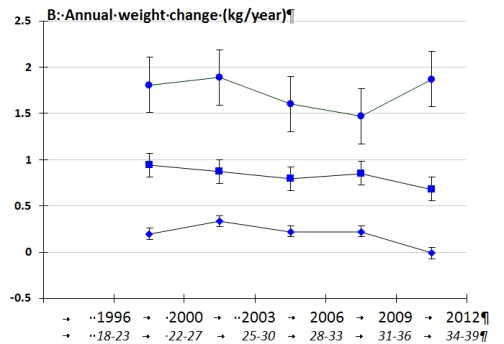 B:·Annual·weight·change·(kg/year)¶
2.5
2
1.5
1
0.5
0
-0.5
→ ··1996 → ·2000 → ··2003 → 2006 → 2009 → 2012¶
→ ··18-23 → ·22-27 → 25-30 → 28-33 → 31-36 → 34-39¶